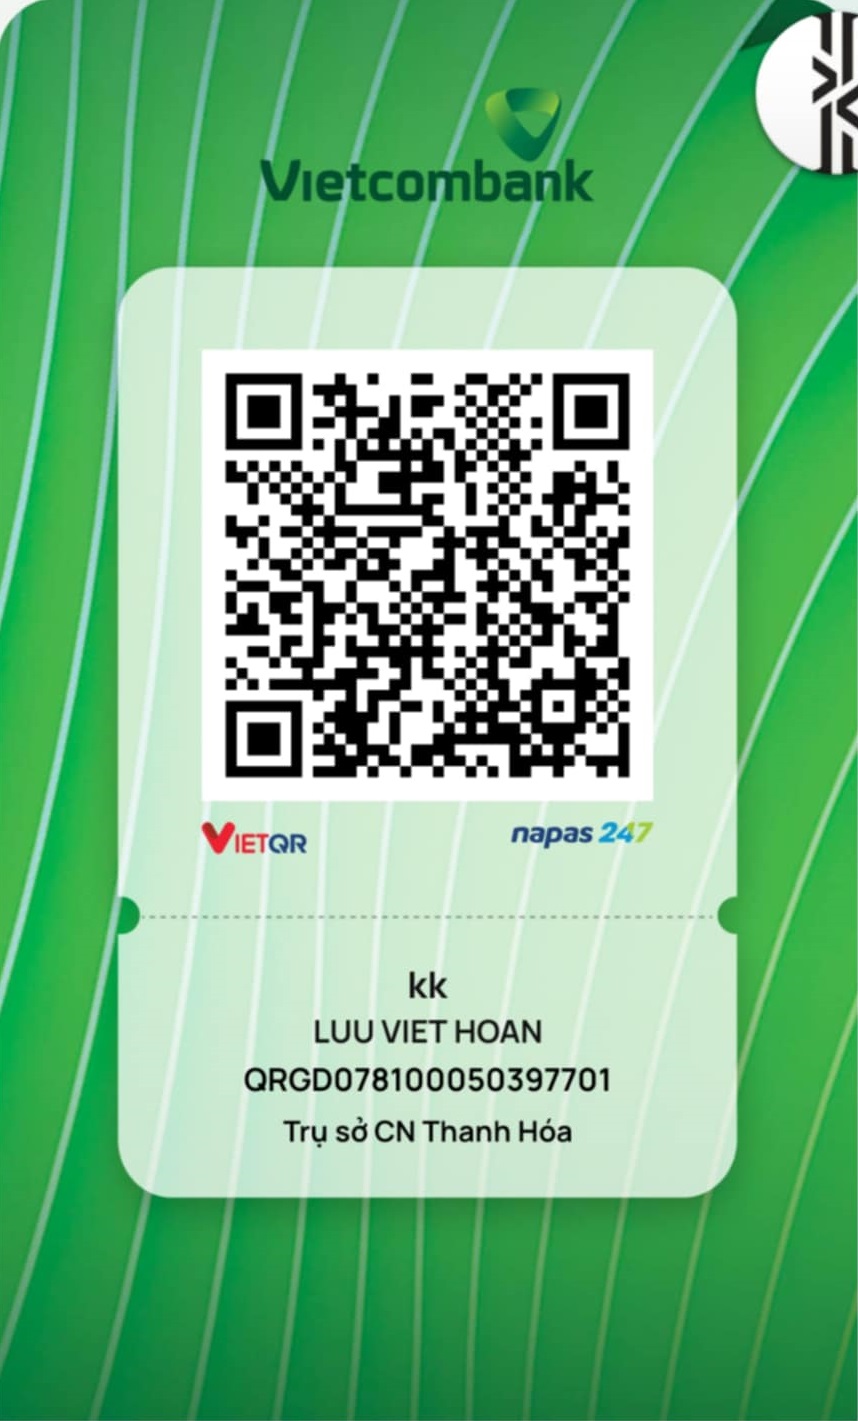 Vietcombank
VIETQR
napas 247
kk
LUU VIET HOAN
QRGD078100050397701
Trụ sở CN Thanh Hóa